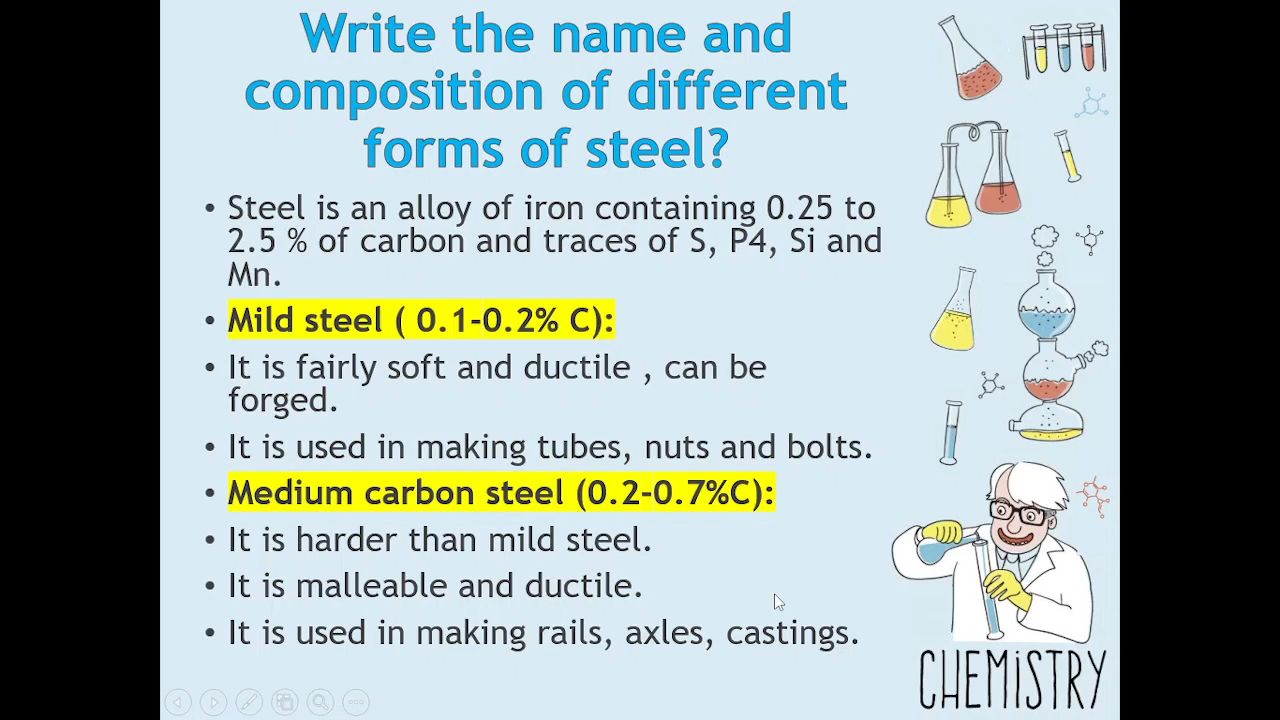 Write the name and
composition of different
forms of steel?
• Steel is an alloy of iron containing 0.25 to
2.5 % of carbon and traces of S, P4, Si and
Mn.
• Mild steel ( 0.1-0.2% C):
• It is fairly soft and ductile , can be
forged.
• It is used in making tubes, nuts and bolts.
• Medium carbon steel (0.2-0.7%C):
• It is harder than mild steel.
• It is malleable and ductile.
• It is used in making rails, axles, castings.
CHEMiSTRY